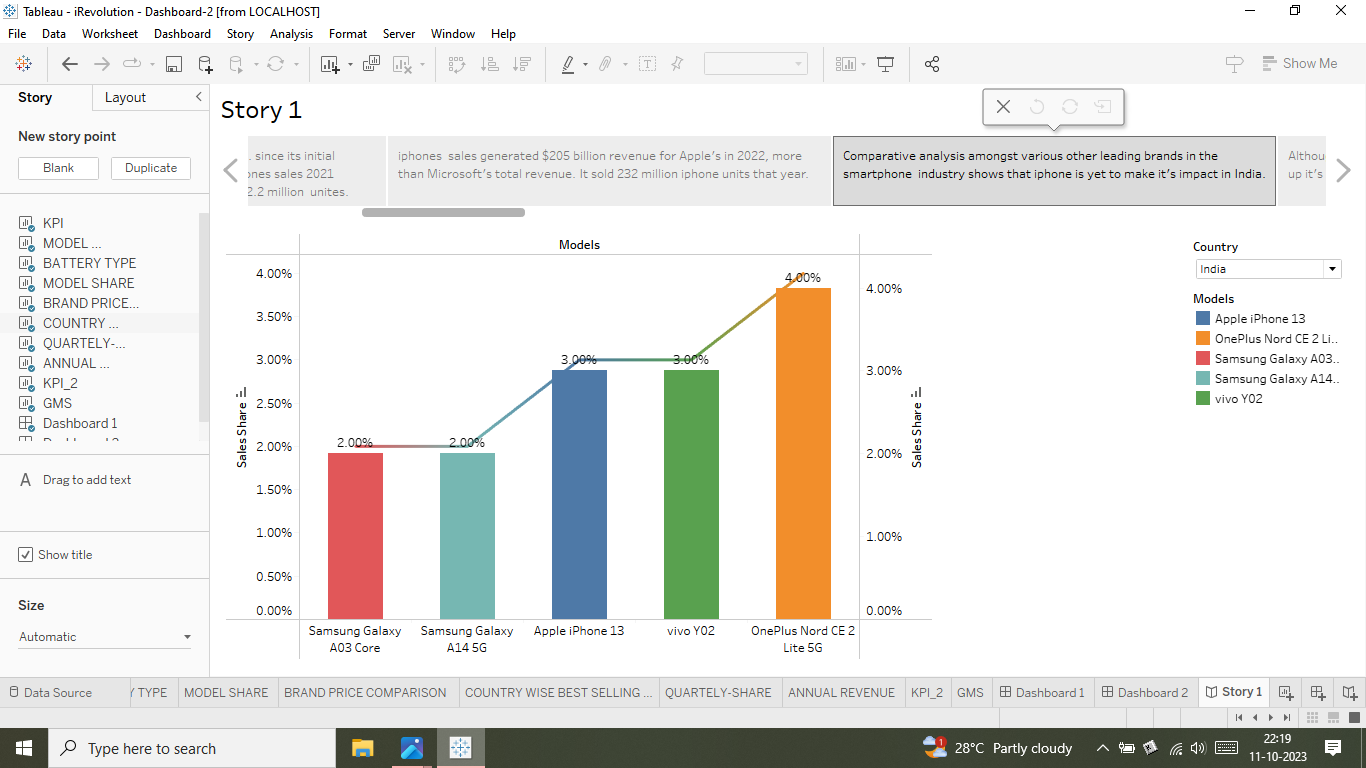 Tableau - iRevolution - Dashboard-2 [from LOCALHOST]
File Data Worksheet Dashboard Story Analysis Format Server Window Help
Show Me
Story Layout
New story point
Blank Duplicate
KPI
MODEL ...
BATTERY TYPE
MODEL SHARE
BRAND PRICE...
COUNTRY ...
QUARTELY-...
ANNUAL ...
KPI_2
GMS
Dashboard 1
A Drag to add text
Show title
Size
Automatic
Story 1
. since its initial
ones sales 2021
2.2 million unites.
iphones sales generated $205 billion revenue for Apple's in 2022, more
than Microsoft's total revenue. It sold 232 million iphone units that year.
Comparative analysis amongst various other leading brands in the
smartphone industry shows that iphone is yet to make it's impact in India.
Althou
up it's
Models
4.00%
3.50%
3.00%
2.50%
2.00%
1.50%
1.00%
0.50%
0.00%
Sales Share
2.00%
2.00%
3.00%
3.00%
4.00%
4.00%
3.00%
2.00%
1.00%
0.00%
Sales Share
Samsung Galaxy
A03 Core
Samsung Galaxy
A14 5G
Apple iPhone 13
vivo Y02
OnePlus Nord CE 2
Lite 5G
Country
India
Models
Apple iPhone 13
OnePlus Nord CE 2 Li..
Samsung Galaxy A03..
Samsung Galaxy A14..
vivo Y02
Data Source Y TYPE MODEL SHARE BRAND PRICE COMPARISON COUNTRY WISE BEST SELLING ... QUARTELY-SHARE ANNUAL REVENUE KPI_2 GMS Dashboard 1 Dashboard 2 Story 1
Type here to search
1
28°C Partly cloudy
22:19
11-10-2023